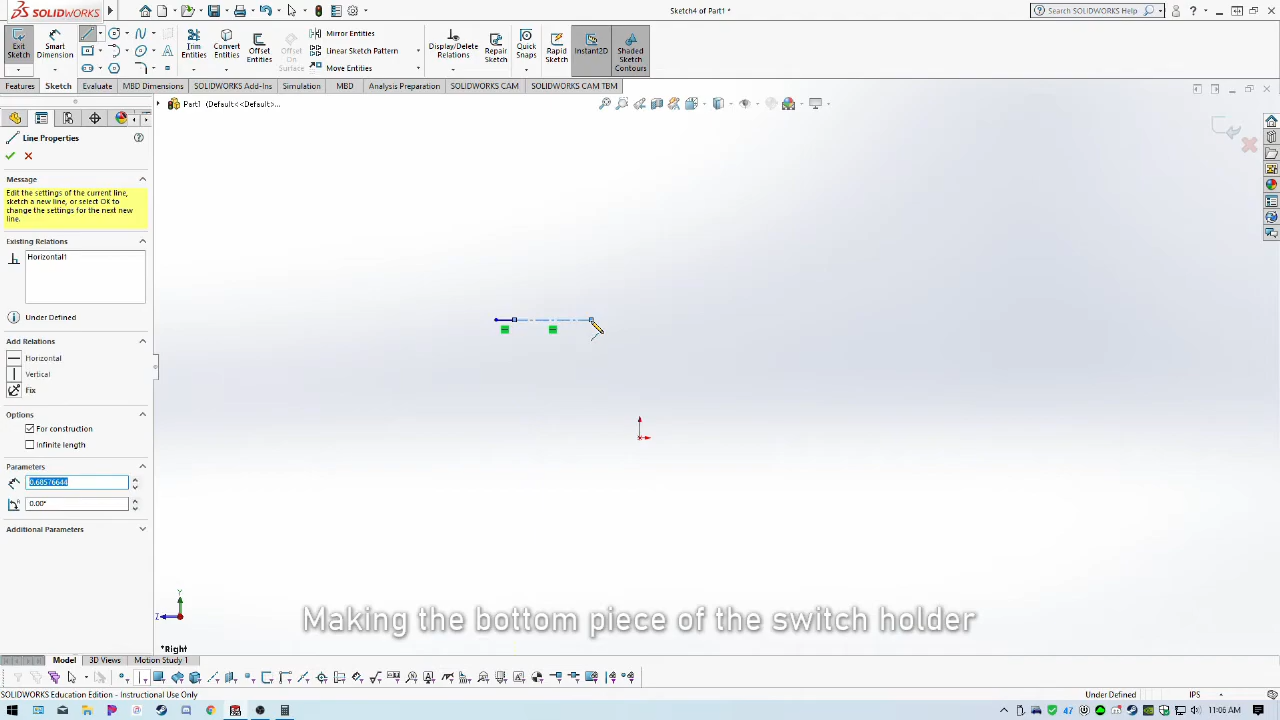 SOLIDWORKS
Sketch4 of Part1 *
Search SOLIDWORKS Help
Exit Sketch
Smart Dimension
Trim Entities
Convert Entities
Offset Entities
Offset On Surface
Mirror Entities
Linear Sketch Pattern
Move Entities
Display/Delete Relations
Repair Sketch
Quick Snaps
Rapid Sketch
Instant2D
Shaded Sketch Contours
Features
Sketch
Evaluate
MBD Dimensions
SOLIDWORKS Add-Ins
Simulation
MBD
Analysis Preparation
SOLIDWORKS CAM
SOLIDWORKS CAM TBM
Part1 (Default<<Default>...
Line Properties
Message
Edit the settings of the current line,
sketch a new line, or select OK to
change the settings for the next new
line.
Existing Relations
Horizontal1
Under Defined
Add Relations
Horizontal
Vertical
Fix
Options
For construction
Infinite length
Parameters
0.68576644
0.00°
Additional Parameters
Y
Z
*Right
Making the bottom piece of the switch holder
Model
3D Views
Motion Study 1
SOLIDWORKS Education Edition - Instructional Use Only
Under Defined
IPS
47
11:06 AM